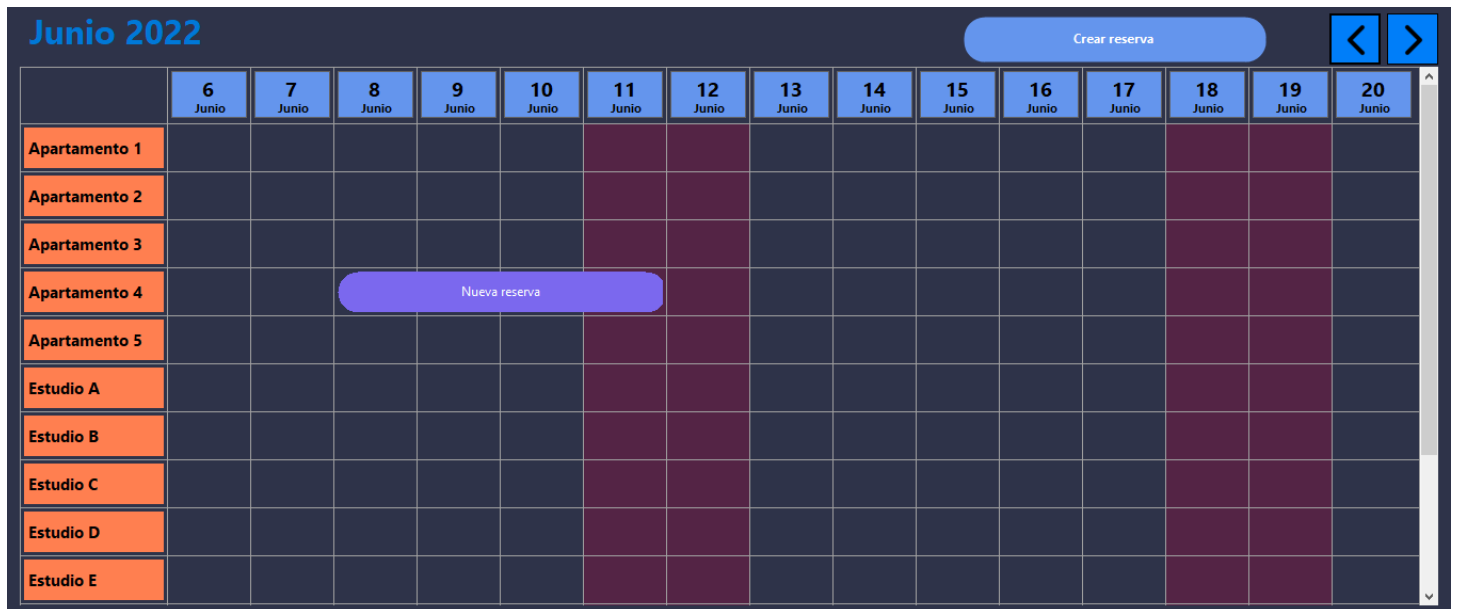 Junio 2022
Crear reserva
6 7 8 9 10 11 12 13 14 15 16 17 18 19 20
Junio Junio Junio Junio Junio Junio Junio Junio Junio Junio Junio Junio Junio Junio Junio
Apartamento 1
Apartamento 2
Apartamento 3
Apartamento 4
Nueva reserva
Apartamento 5
Estudio A
Estudio B
Estudio C
Estudio D
Estudio E